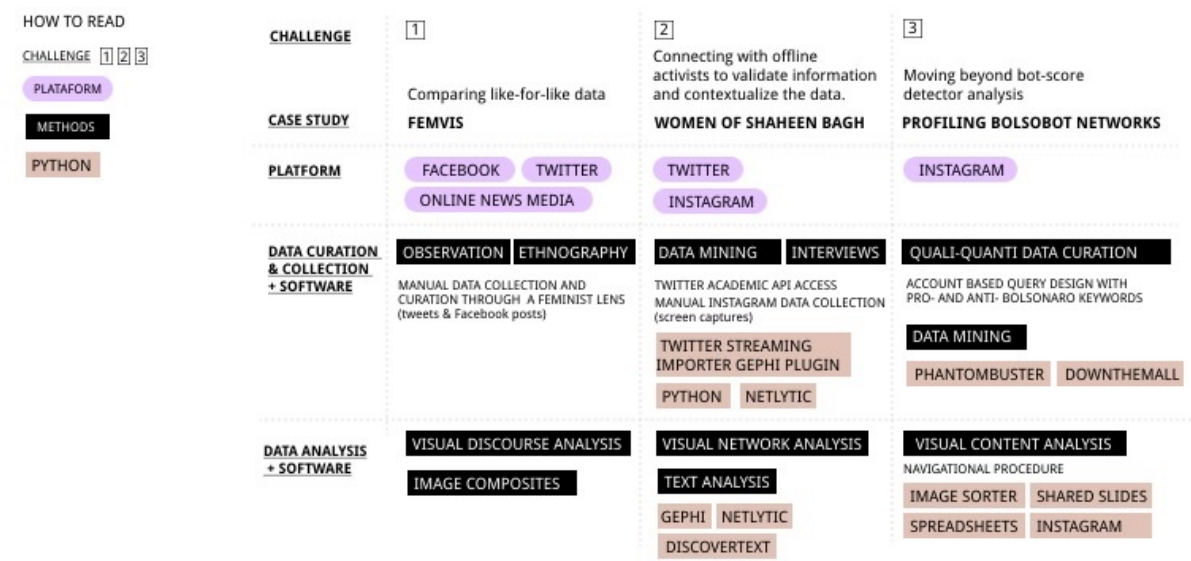 HOW TO READ
CHALLENGE 1 2 3
PLATAFORM
METHODS
PYTHON
CHALLENGE
1
Comparing like-for-like data
2
Connecting with offline
activists to validate information
and contextualize the data.
3
Moving beyond bot-score
detector analysis
CASE STUDY
FEMVIS
WOMEN OF SHAHEEN BAGH
PROFILING BOLSOBOT NETWORKS
PLATFORM
FACEBOOK TWITTER
ONLINE NEWS MEDIA
TWITTER
INSTAGRAM
INSTAGRAM
DATA CURATION
& COLLECTION
+ SOFTWARE
OBSERVATION ETHNOGRAPHY
MANUAL DATA COLLECTION AND
CURATION THROUGH A FEMINIST LENS
(tweets & Facebook posts)
DATA MINING INTERVIEWS
TWITTER ACADEMIC API ACCESS
MANUAL INSTAGRAM DATA COLLECTION
(screen captures)
TWITTER STREAMING
IMPORTER GEPHI PLUGIN
PYTHON NETLYTIC
QUALI-QUANTI DATA CURATION
ACCOUNT BASED QUERY DESIGN WITH
PRO- AND ANTI- BOLSONARO KEYWORDS
DATA MINING
PHANTOMBUSTER DOWNTHEMALL
DATA ANALYSIS
+ SOFTWARE
VISUAL DISCOURSE ANALYSIS
IMAGE COMPOSITES
VISUAL NETWORK ANALYSIS
TEXT ANALYSIS
GEPHI NETLYTIC
DISCOVERTEXT
VISUAL CONTENT ANALYSIS
NAVIGATIONAL PROCEDURE
IMAGE SORTER SHARED SLIDES
SPREADSHEETS INSTAGRAM